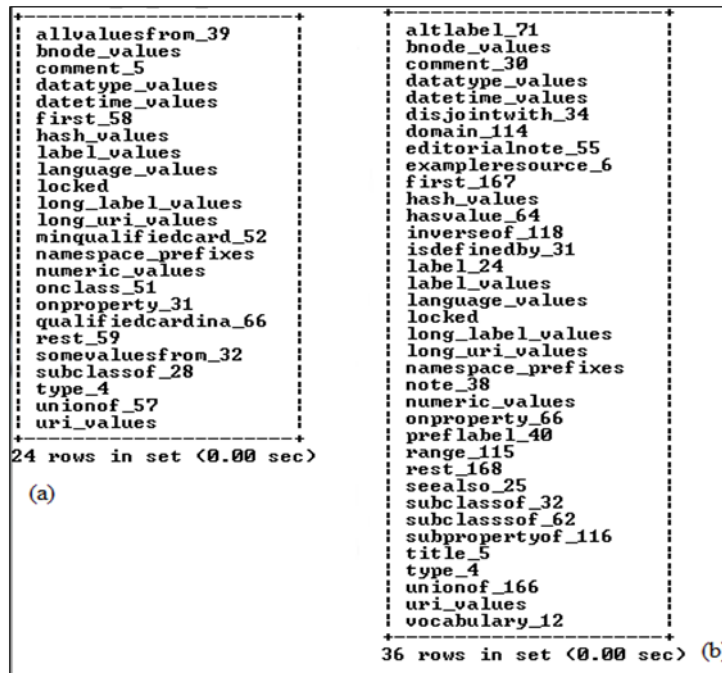 allvaluesfrom_39
bnode_values
comment_5
datatype_values
datetime_values
first_58
hash_values
label_values
language_values
locked
long_label_values
long_uri_values
minqualifiedcard_52
namespace_prefixes
numeric_values
onclass_51
onproperty_31
qualifiedcardina_66
rest_59
somevaluesfrom_32
subclassof_28
type_4
unionof_57
uri_values
24 rows in set (0.00 sec)
(a)
altlabel_71
bnode_values
comment_30
datatype_values
datetime_values
disjointwith_34
domain_114
editorialnote_55
exampleresource_6
first_167
hash_values
hasvalue_64
inverseof_118
isdefinedby_31
label_24
label_values
language_values
locked
long_label_values
long_uri_values
namespace_prefixes
note_38
numeric_values
onproperty_66
preflabel_40
range_115
rest_168
seealso_25
subclassof_32
subclasssof_62
subpropertyof_116
title_5
type_4
unionof_166
uri_values
vocabulary_12
36 rows in set (0.00 sec) (b)